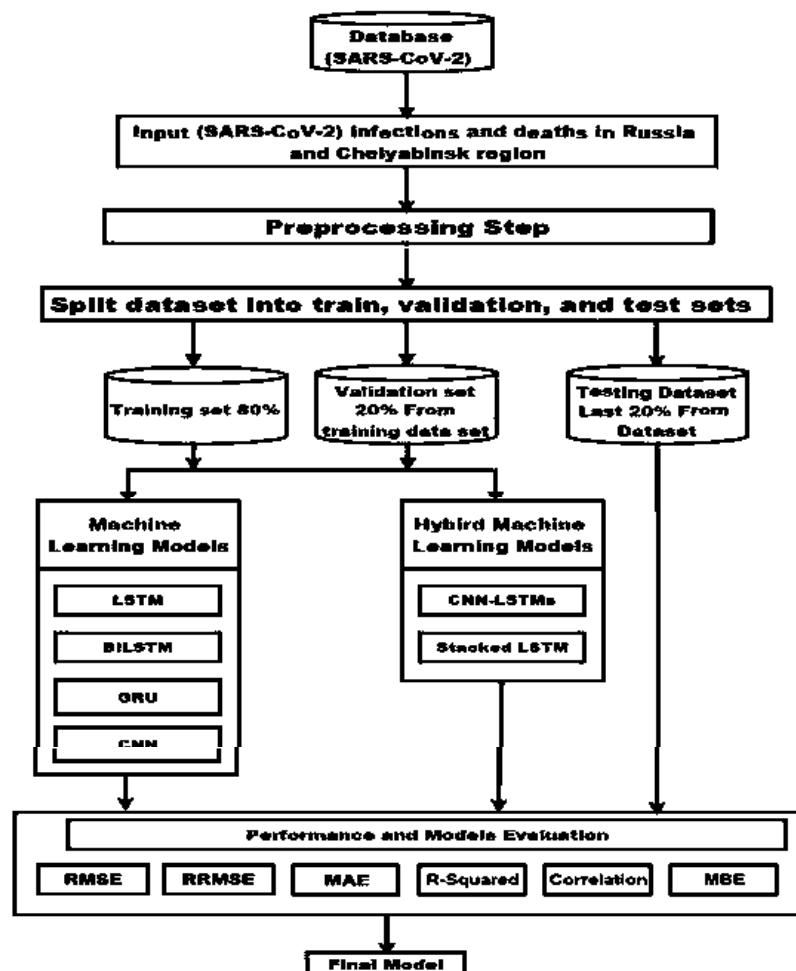 Database
(SARS-CoV-2)
Input (SARS-CoV-2) infections and deaths in Russia
and Chelyabinsk region
Preprocessing Step
Split dataset into train, validation, and test sets
Training set 80%
Validation set
20% From
training data set
Testing Dataset
Last 20% From
Dataset
Machine
Learning Models
LSTM
BILSTM
GRU
CNN
Hybird Machine
Learning Models
CNN-LSTMs
Stacked LSTM
Performance and Models Evaluation
RMSE
RRMSE
MAE
R-Squared
Correlation
MBE
Final Model